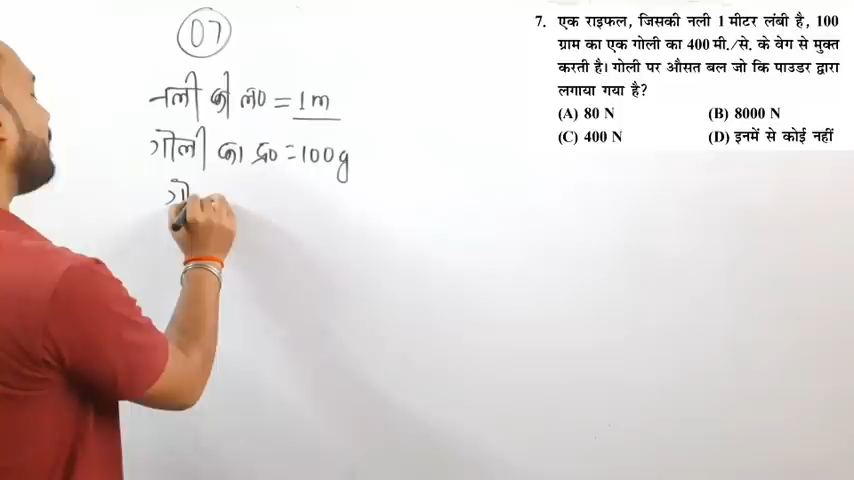 07
नली की ल० = 1m
गोली का द्र० = 100g
गो
7. एक राइफल, जिसकी नली 1 मीटर लंबी है, 100
ग्राम का एक गोली का 400 मी./से. के वेग से मुक्त
करती है। गोली पर औसत बल जो कि पाउडर द्वारा
लगाया गया है?
(A) 80 N (B) 8000 N
(C) 400 N (D) इनमें से कोई नहीं